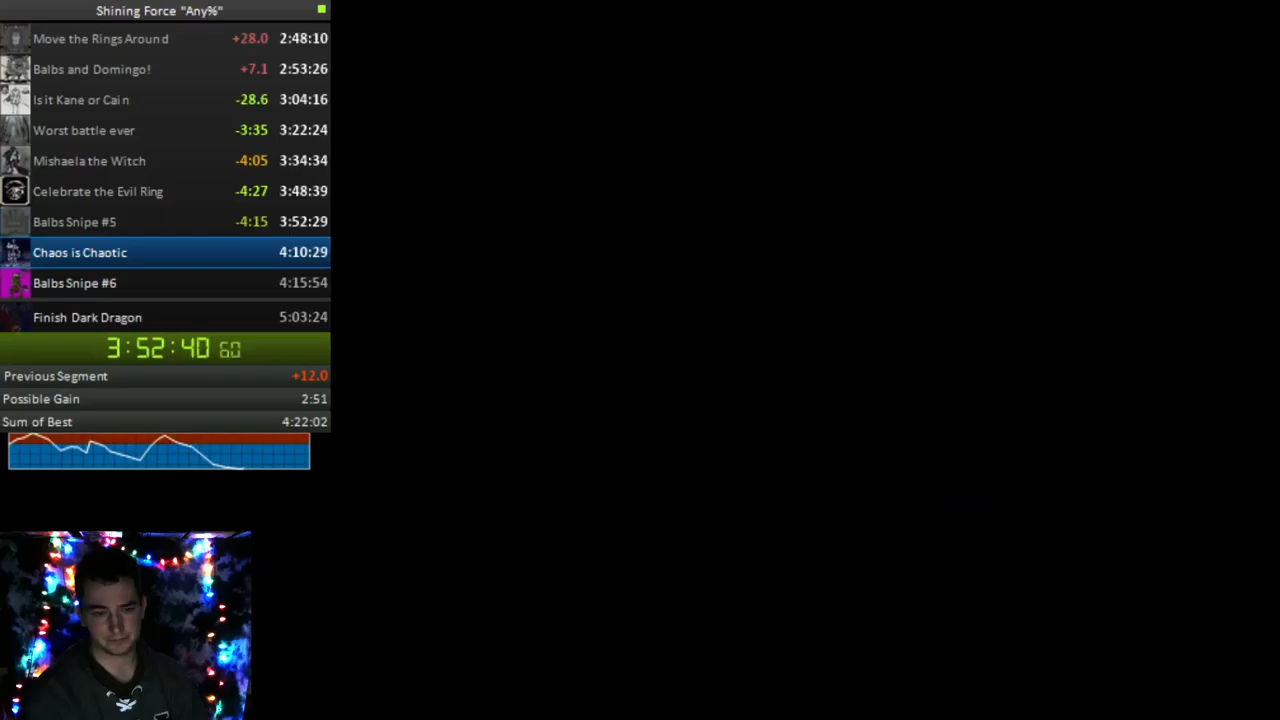 Shining Force "Any%"
Move the Rings Around +28.0 2:48:10
Balbs and Domingo! +7.1 2:53:26
Is it Kane or Cain -28.6 3:04:16
Worst battle ever -3:35 3:22:24
Mishaela the Witch -4:05 3:34:34
Celebrate the Evil Ring -4:27 3:48:39
Balbs Snipe #5 -4:15 3:52:29
Chaos is Chaotic 4:10:29
Balbs Snipe #6 4:15:54
Finish Dark Dragon 5:03:24
3:52:40 60
Previous Segment +12.0
Possible Gain 2:51
Sum of Best 4:22:02